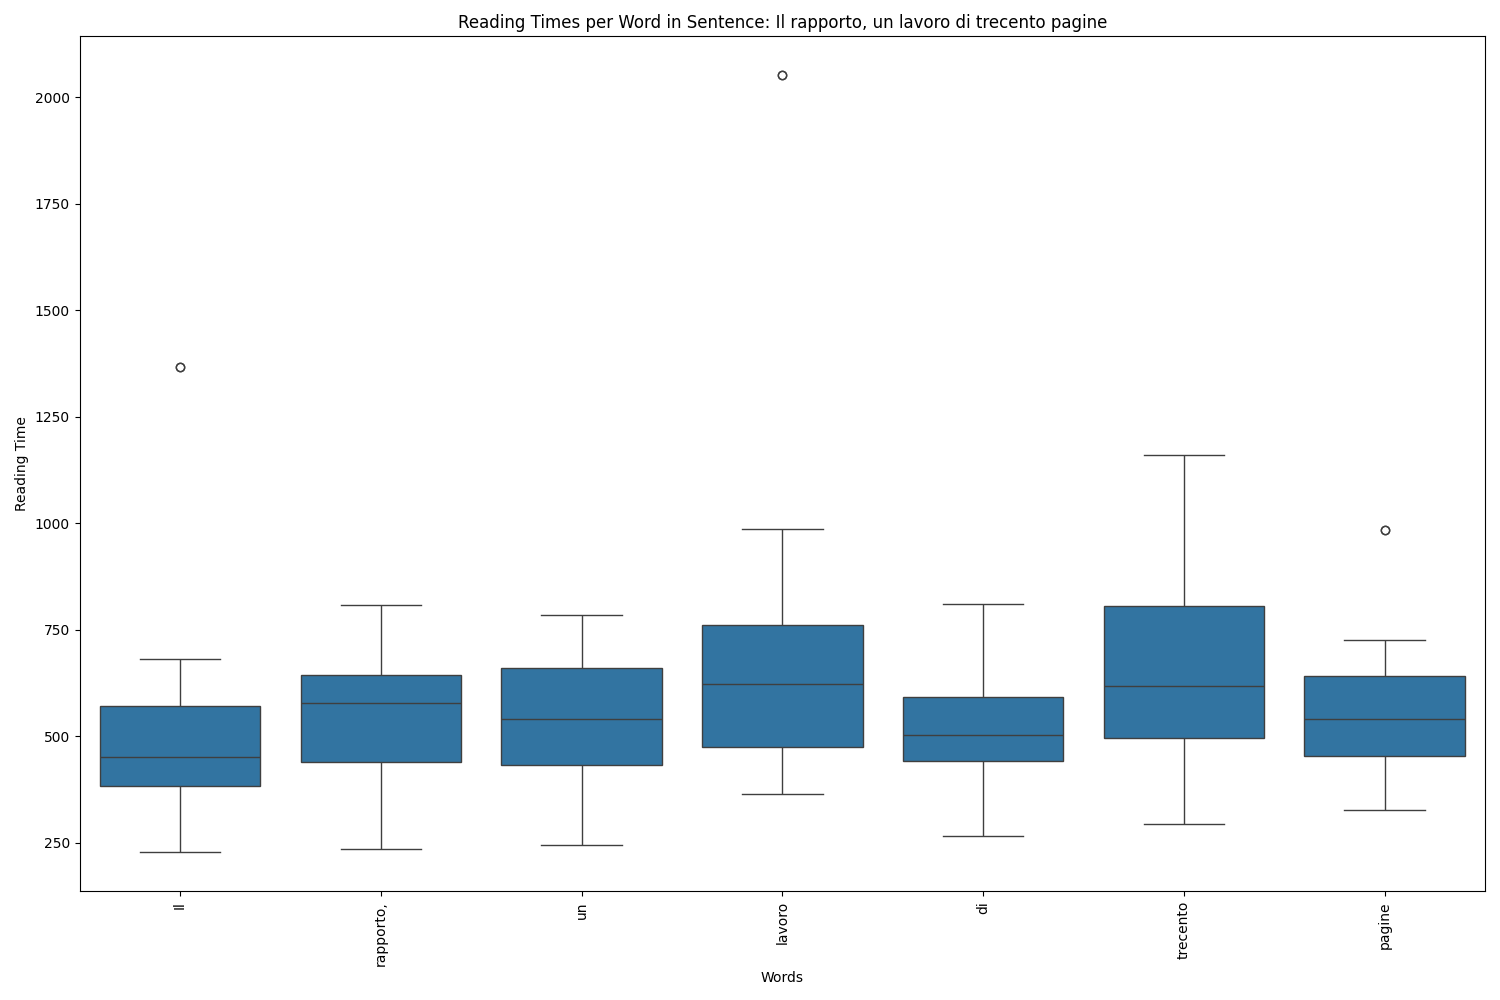 Reading Times per Word in Sentence: Il rapporto, un lavoro di trecento pagine
Reading Time
2000
1750
1500
1250
1000
750
500
250
Il
rapporto,
un
lavoro
di
trecento
pagine
Words